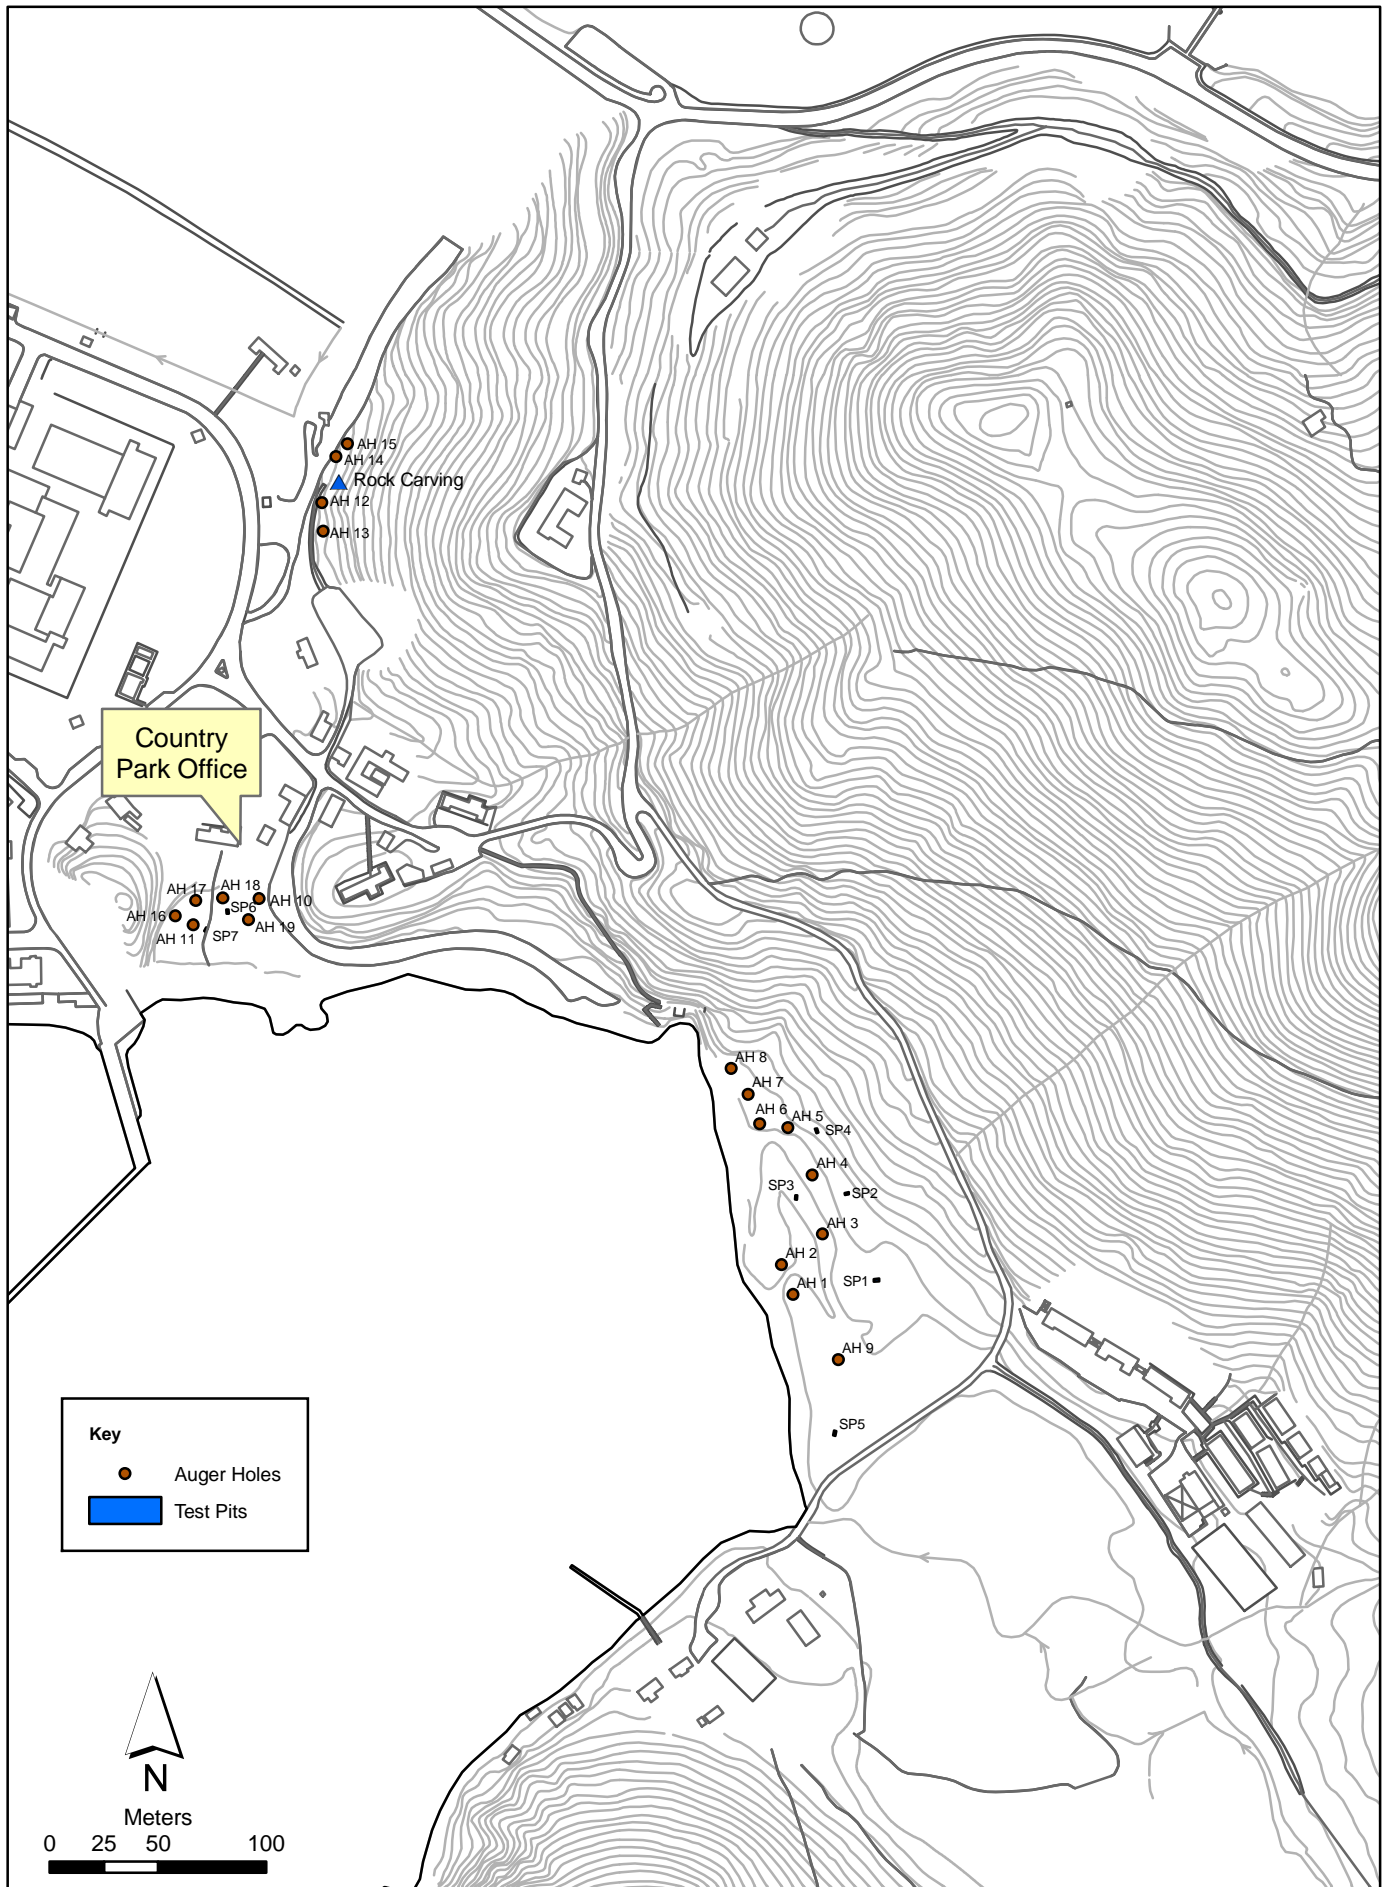 AH 15
AH 14
Rock Carving
AH 12
AH 13
Country
Park Office
AH 17
AH 18
AH 10
SP6
AH 16
AH 19
AH 11
SP7
AH 8
AH 7
AH 6
AH 5
SP4
AH 4
SP3
SP2
AH 3
AH 2
SP1
AH 1
AH 9
SP5
Key
Auger Holes
Test Pits
N
Meters
0 25 50 100